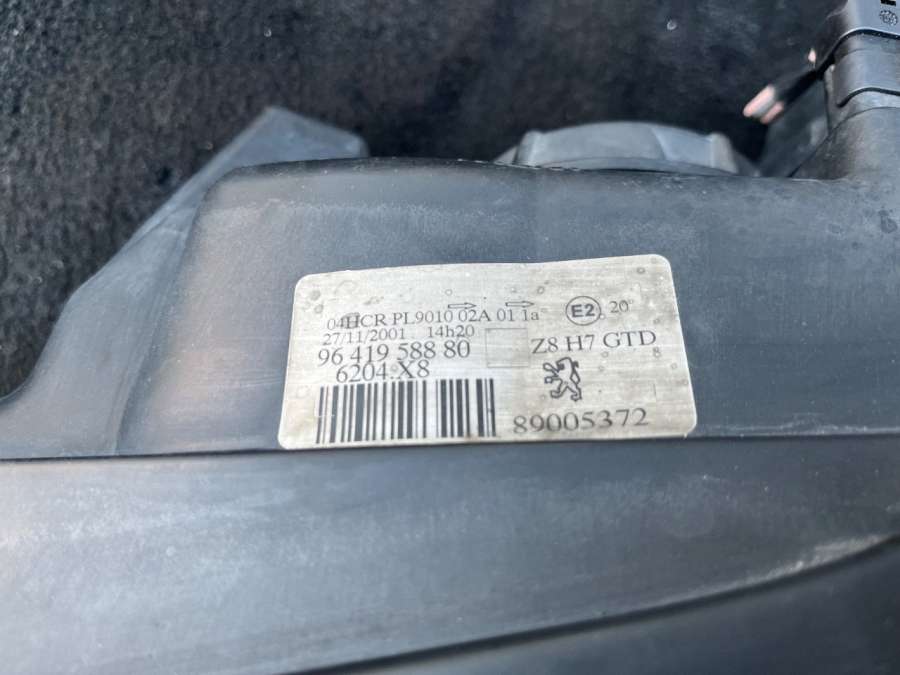 04HCR PL9010 02A 01 1a E2 20°
27/11/2001 14h20
96 419 588 80 Z8 H7 GTD
6204.X8
89005372